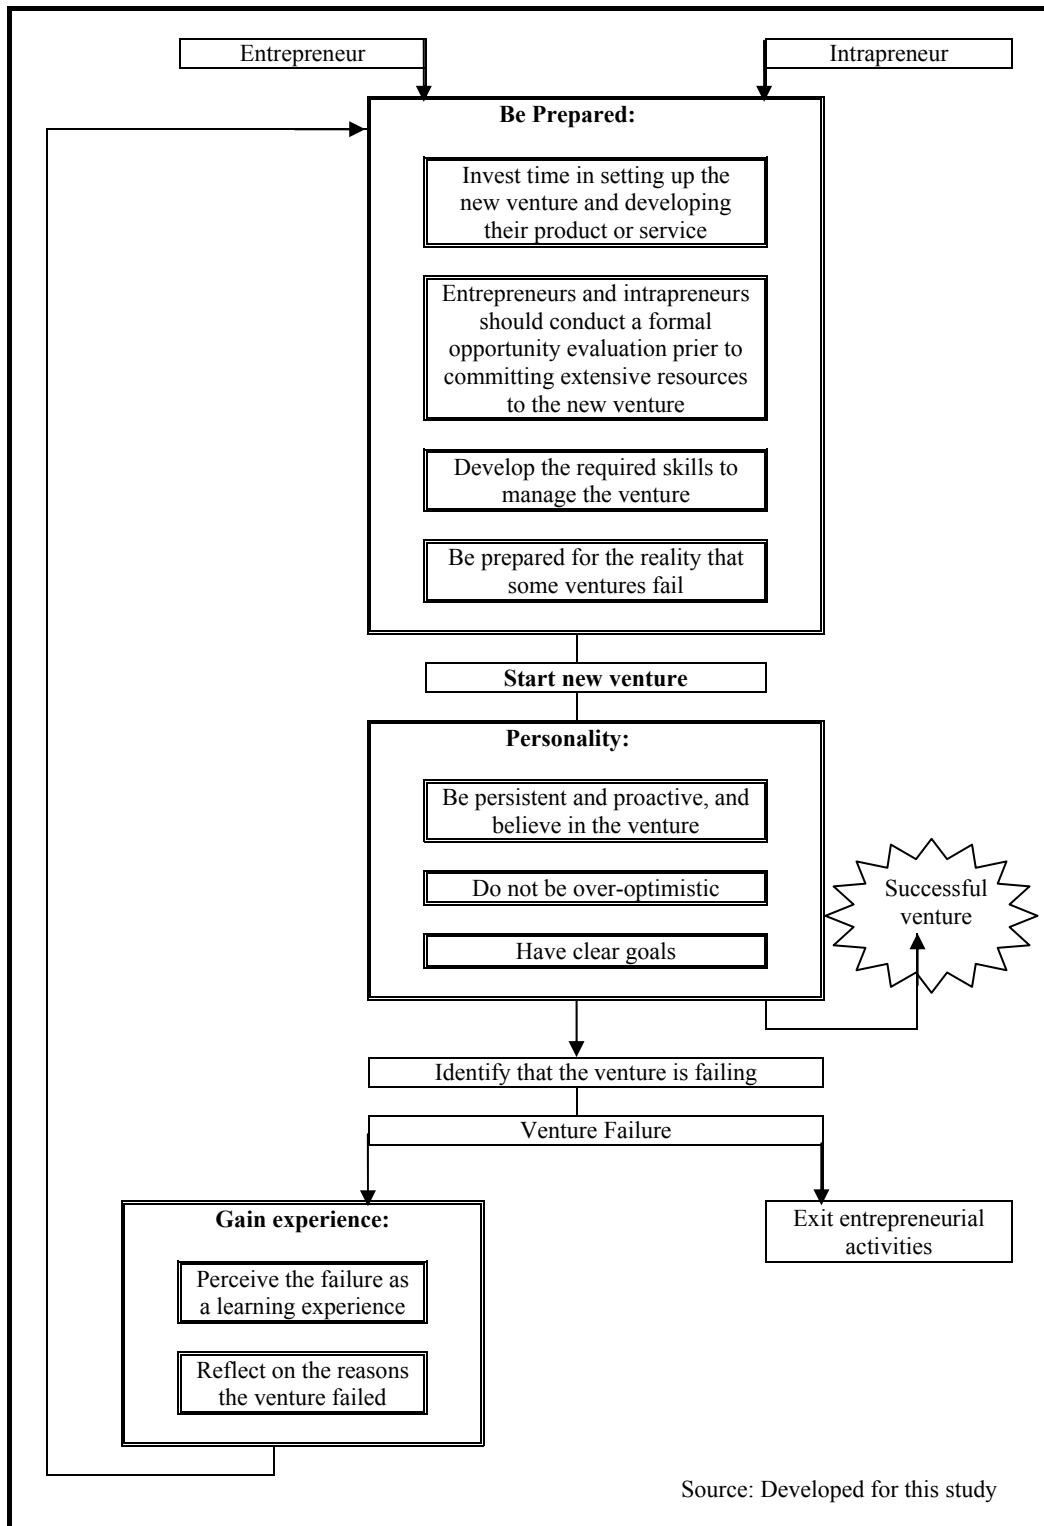 Entrepreneur
Intrapreneur
Be Prepared:
Invest time in setting up the
new venture and developing
their product or service
Entrepreneurs and intrapreneurs
should conduct a formal
opportunity evaluation prier to
committing extensive resources
to the new venture
Develop the required skills to
manage the venture
Be prepared for the reality that
some ventures fail
Start new venture
Personality:
Be persistent and proactive, and
believe in the venture
Do not be over-optimistic
Have clear goals
Successful
venture
Identify that the venture is failing
Venture Failure
Gain experience:
Perceive the failure as
a learning experience
Reflect on the reasons
the venture failed
Exit entrepreneurial
activities
Source: Developed for this study